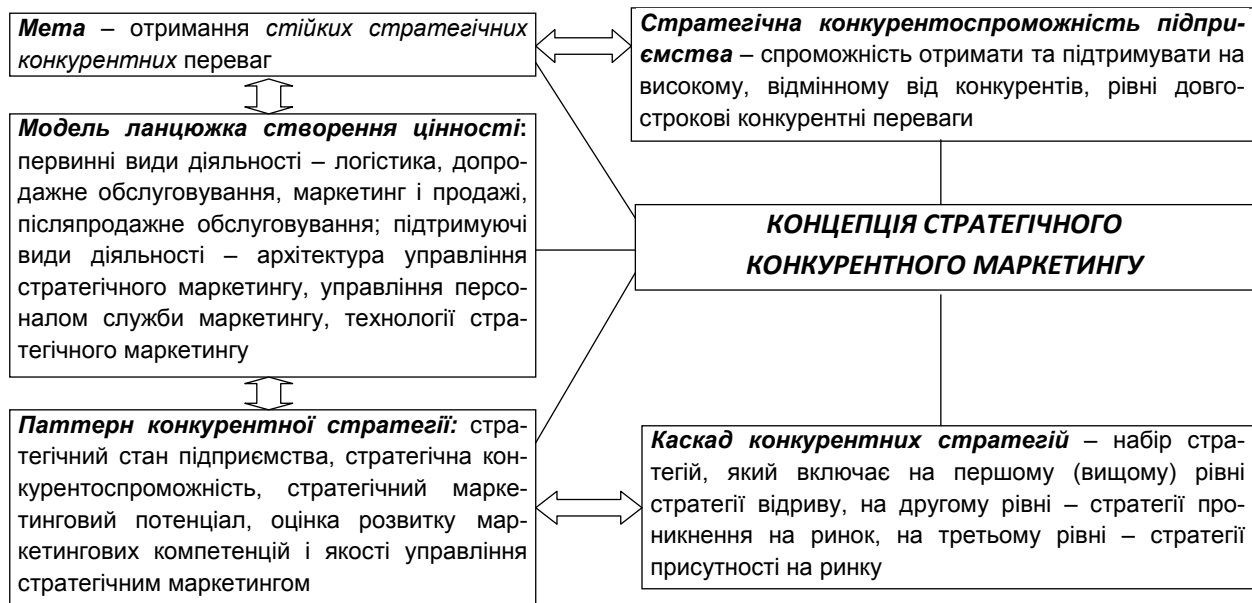 Мета – отримання стійких стратегічних
конкурентних переваг
Стратегічна конкурентоспроможність підпри-
ємства – спроможність отримати та підтримувати на
високому, відмінному від конкурентів, рівні довго-
строкові конкурентні переваги
Модель ланцюжка створення цінності:
первинні види діяльності – логістика, допро-
дажне обслуговування, маркетинг і продажі,
післяпродажне обслуговування; підтримуючі
види діяльності – архітектура управління
стратегічного маркетингу, управління персо-
налом служби маркетингу, технології стра-
тегічного маркетингу
КОНЦЕПЦІЯ СТРАТЕГІЧНОГО
КОНКУРЕНТНОГО МАРКЕТИНГУ
Паттерн конкурентної стратегії: стра-
тегічний стан підприємства, стратегічна кон-
курентоспроможність, стратегічний марке-
тинговий потенціал, оцінка розвитку мар-
кетингових компетенцій і якості управління
стратегічним маркетингом
Каскад конкурентних стратегій – набір стра-
тегій, який включає на першому (вищому) рівні
стратегії відриву, на другому рівні – стратегії про-
никнення на ринок, на третьому рівні – стратегії
присутності на ринку